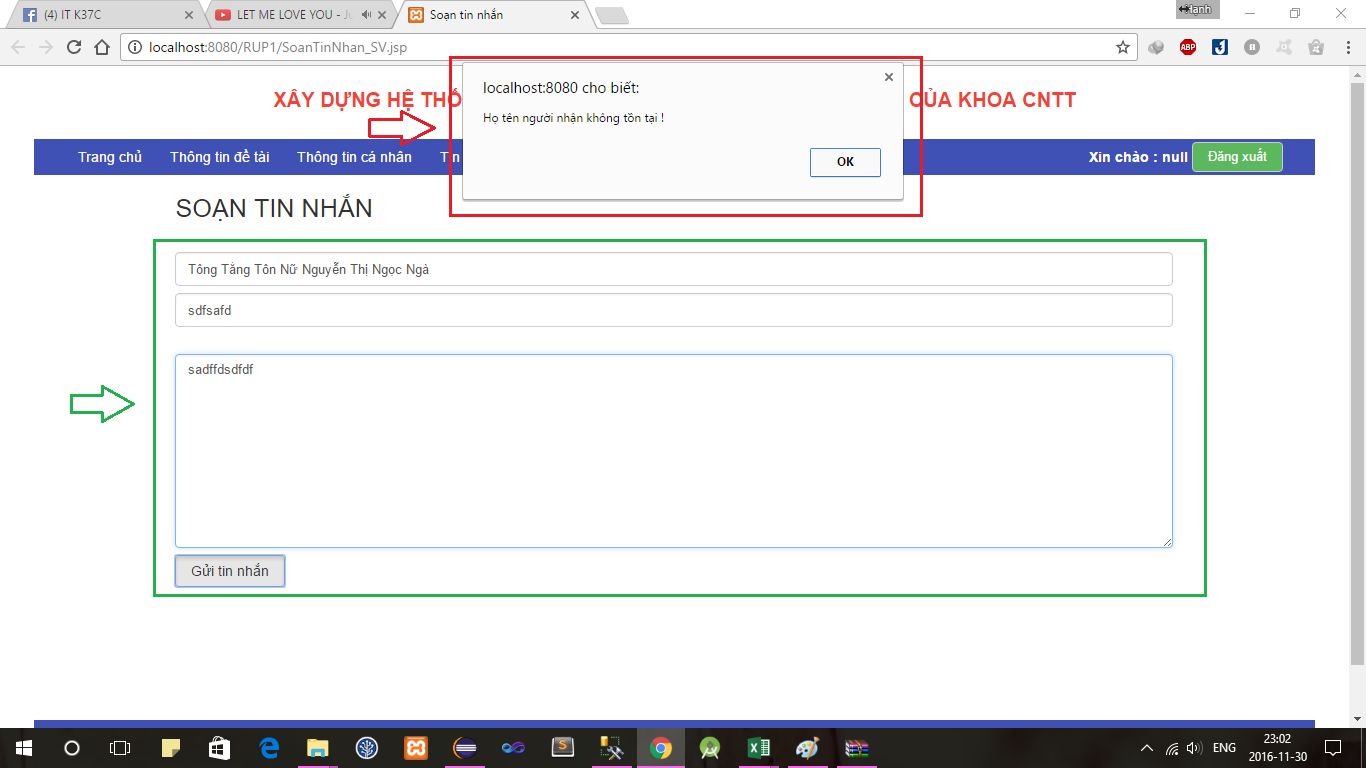 (4) IT K37C
LET ME LOVE YOU - Ju
Soạn tin nhắn
Hạnh
localhost:8080/RUP1/SoanTinNhan_SV.jsp
ABP
XÂY DỰNG HỆ THỐ
CỦA KHOA CNTT
localhost:8080 cho biết:
Họ tên người nhận không tồn tại !
OK
Trang chủ
Thông tin đề tài
Thông tin cá nhân
Tin
Xin chào : null
Đăng xuất
SOẠN TIN NHẮN
Tông Tằng Tôn Nữ Nguyễn Thị Ngọc Ngà
sdfsafd
sadffdsdfdf
Gửi tin nhắn
ENG
23:02
2016-11-30